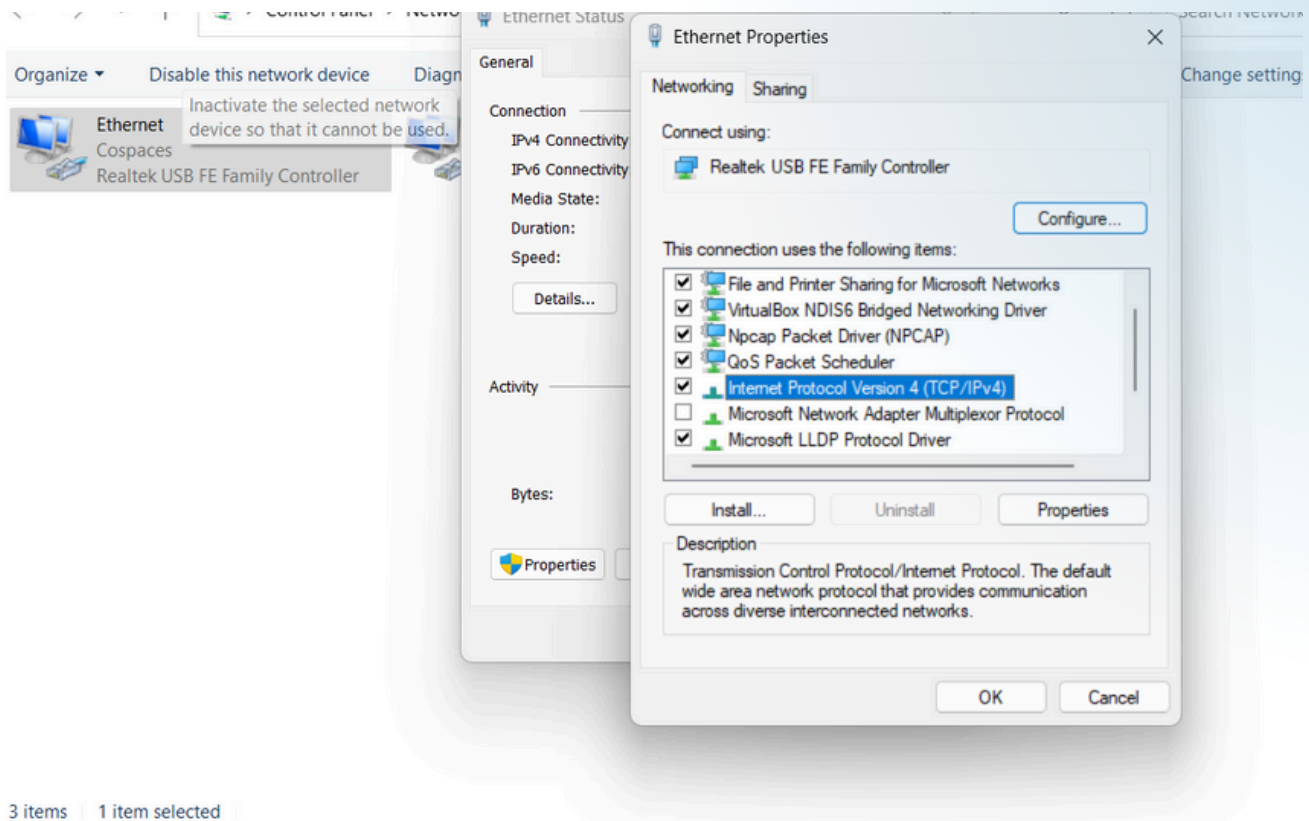 Control Panel > Netwo
Search Network
Organize
Disable this network device
Diagn
Change setting
Inactivate the selected network
device so that it cannot be used.
Ethernet
Cospaces
Realtek USB FE Family Controller
Ethernet Status
General
Connection
IPv4 Connectivity
IPv6 Connectivity
Media State:
Duration:
Speed:
Details...
Activity
Bytes:
Properties
Ethernet Properties
Networking
Sharing
Connect using:
Realtek USB FE Family Controller
Configure...
This connection uses the following items:
File and Printer Sharing for Microsoft Networks
VirtualBox NDIS6 Bridged Networking Driver
Npcap Packet Driver (NPCAP)
QoS Packet Scheduler
Internet Protocol Version 4 (TCP/IPv4)
Microsoft Network Adapter Multiplexor Protocol
Microsoft LLDP Protocol Driver
Install...
Uninstall
Properties
Description
Transmission Control Protocol/Internet Protocol. The default
wide area network protocol that provides communication
across diverse interconnected networks.
OK
Cancel
3 items
1 item selected